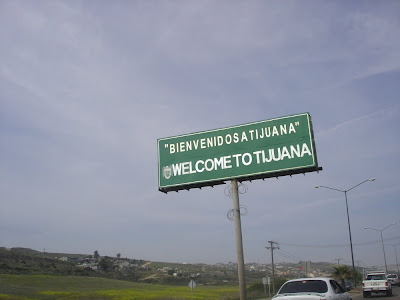 "BIENVENIDOS A TIJUANA"
WELCOME TO TIJUANA